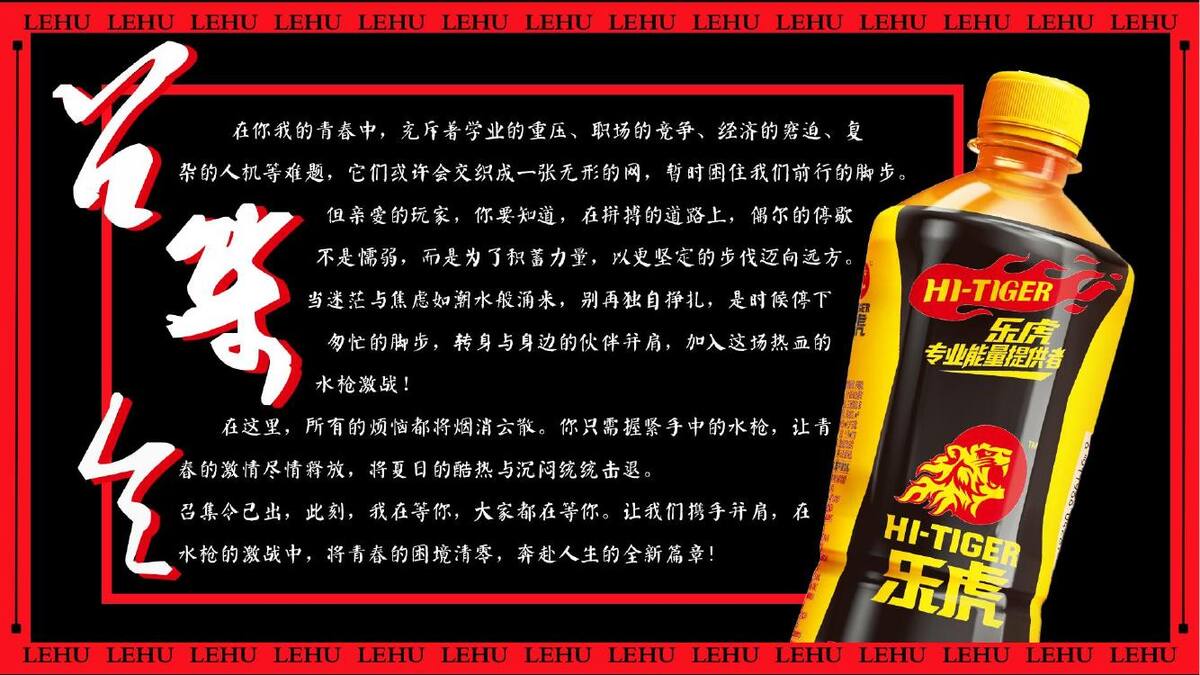 LEHU LEHU LEHU LEHU LEHU LEHU LEHU LEHU LEHU LEHU LEHU LEHU LEHU LEHU
召集令
在你我的青春中，充斥着学业的重压、职场的竞争、经济的窘迫、复
杂的人机等难题，它们或许会交织成一张无形的网，暂时困住我们前行的脚步。
但亲爱的玩家，你要知道，在拼搏的道路上，偶尔的停歇
不是懦弱，而是为了积蓄力量，以更坚定的步伐迈向远方。
当迷茫与焦虑如潮水般涌来，别再独自挣扎，是时候停下
匆忙的脚步，转身与身边的伙伴并肩，加入这场热血的
水枪激战！
在这里，所有的烦恼都将烟消云散。你只需握紧手中的水枪，让青
春的激情尽情释放，将夏日的酷热与沉闷统统击退。
召集令已出，此刻，我在等你，大家都在等你。让我们携手并肩，在
水枪的激战中，将青春的困境清零，奔赴人生的全新篇章！
HI-TIGER
乐虎
专业能量提供者
TM
HI-TIGER
乐虎
LEHU LEHU LEHU LEHU LEHU LEHU LEHU LEHU LEHU LEHU LEHU LEHU LEHU LEHU